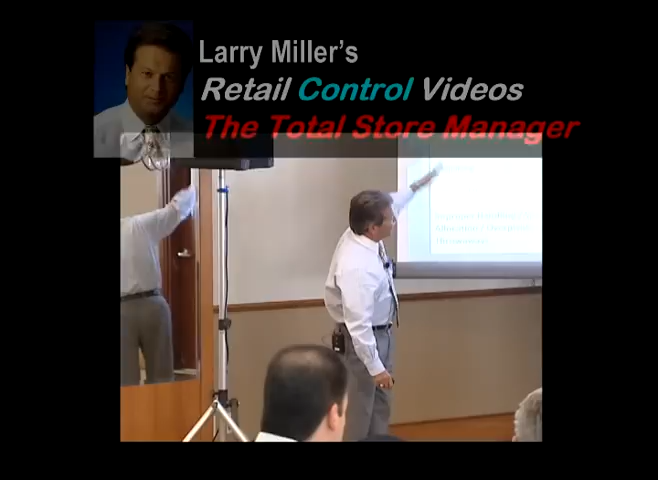 Larry Miller's
Retail Control Videos
The Total Store Manager